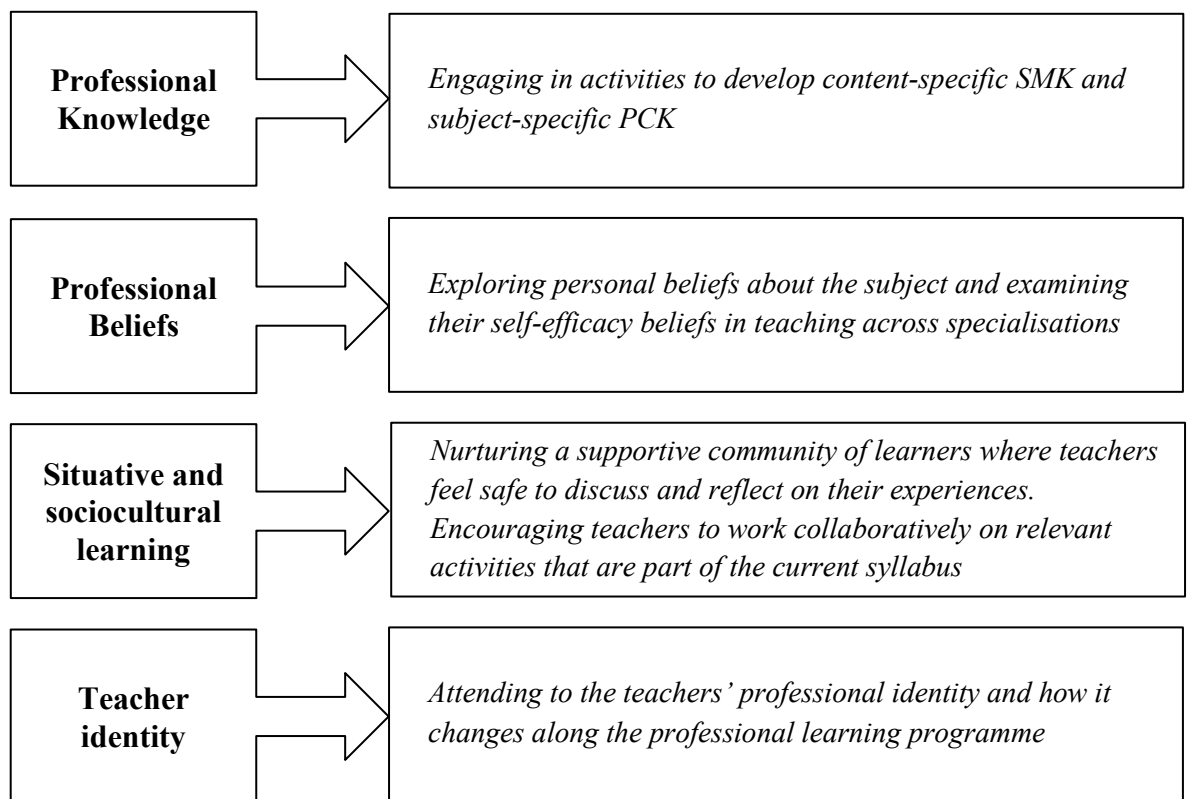 Professional
Knowledge
Engaging in activities to develop content-specific SMK and
subject-specific PCK
Professional
Beliefs
Exploring personal beliefs about the subject and examining
their self-efficacy beliefs in teaching across specialisations
Situative and
sociocultural
learning
Nurturing a supportive community of learners where teachers
feel safe to discuss and reflect on their experiences.
Encouraging teachers to work collaboratively on relevant
activities that are part of the current syllabus
Teacher
identity
Attending to the teachers’ professional identity and how it
changes along the professional learning programme